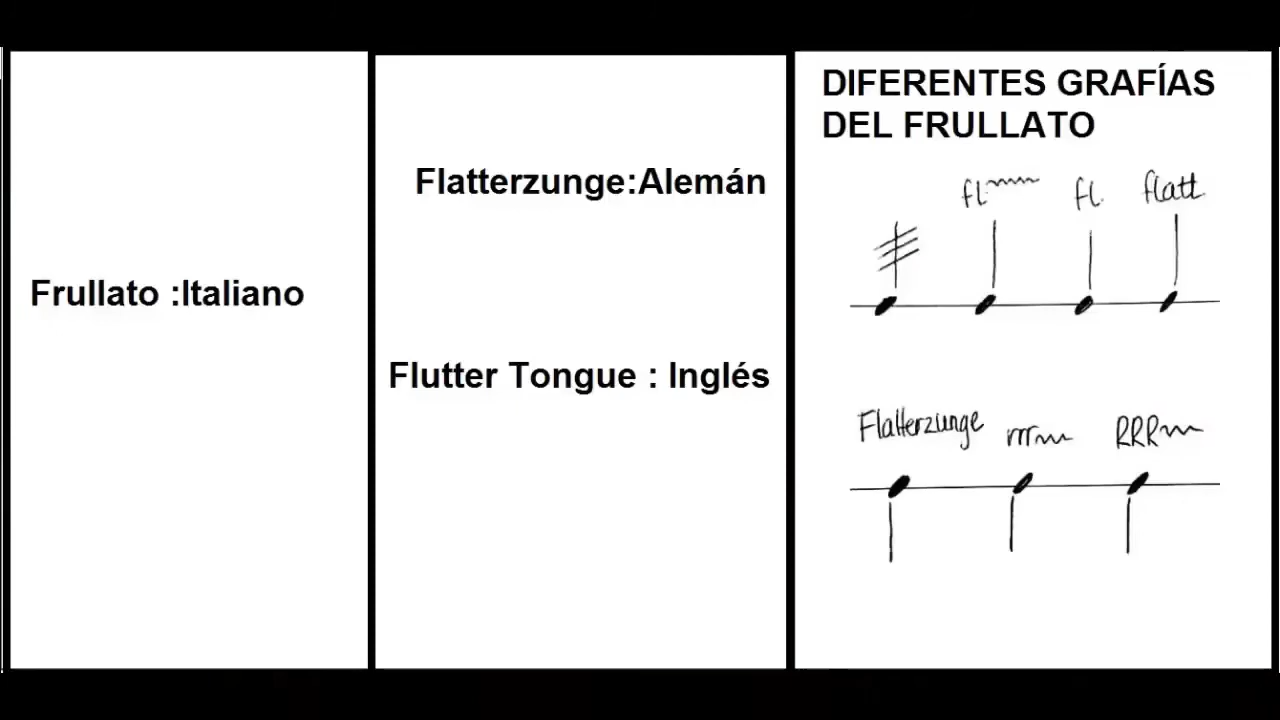 Frullato :Italiano
Flatterzunge:Alemán
Flutter Tongue : Inglés
DIFERENTES GRAFÍAS
DEL FRULLATO
fl. fl. flatt.
Flatterzunge rrr RRR